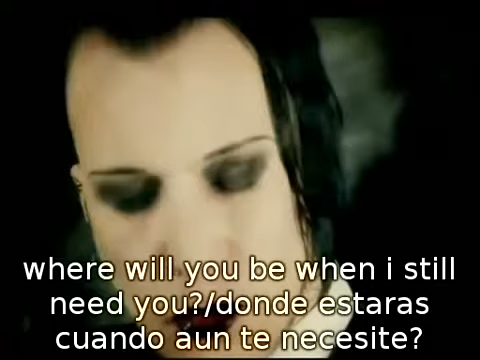 where will you be when i still
need you?/donde estaras
cuando aun te necesite?